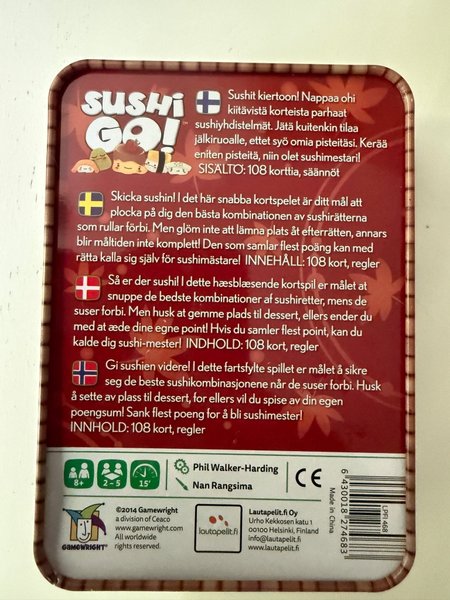 SUSHi
GO!
™
Sushit kiertoon! Nappaa ohi
kiitävistä korteista parhaat
sushiyhdistelmät. Jätä kuitenkin tilaa
jälkiruoalle, ettet syö omia pisteitäsi. Kerää
eniten pisteitä, niin olet sushimestari!
SISÄLTÖ: 108 korttia, säännöt
Skicka sushin! I det här snabba kortspelet är ditt mål att
plocka på dig den bästa kombinationen av sushirätterna
som rullar förbi. Men glöm inte att lämna plats åt efterrätten, annars
blir måltiden inte komplett! Den som samlar flest poäng kan med
rätta kalla sig själv för sushimästare! INNEHÅLL: 108 kort, regler
Så er der sushi! I dette hæsblæsende kortspil er målet at
snuppe de bedste kombinationer af sushiretter, mens de
suser forbi. Men husk at gemme plads til dessert, ellers ender du
med at æde dine egne point! Hvis du samler flest point, kan du
kalde dig sushi-mester! INDHOLD: 108 kort, regler
Gi sushien videre! I dette fartsfylte spillet er målet å sikre
seg de beste sushikombinasjonene når de suser forbi. Husk
å sette av plass til dessert, for ellers vil du spise av din egen
poengsum! Sank flest poeng for å bli sushimester!
INNHOLD: 108 kort, regler
8+
2-5
15'
Phil Walker-Harding
Nan Rangsima
CE
GAMEWRIGHT
©2014 Gamewright
a division of Ceaco
www.gamewright.com
All worldwide
rights reserved.
lautapelit.fi
Lautapelit.fi Oy
Urho Kekkosen katu 1
00100 Helsinki, Finland
info@lautapelit.fi
www.lautapelit.fi
Made in China
6 430018 274683
LPFI 468